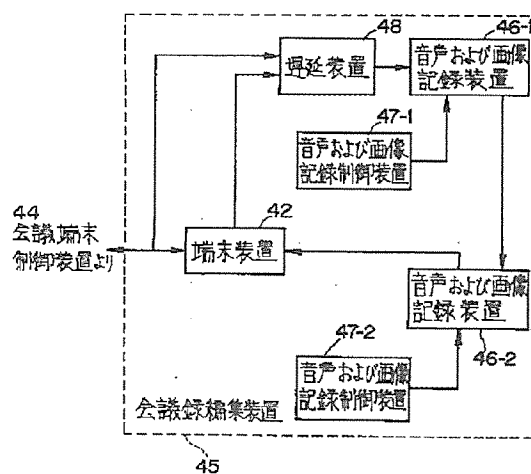 48
遅延装置
46-1
音声および画像
記録装置
47-1
音声および画像
記録制御装置
44
会議端末
制御装置より
42
端末装置
音声および画像
記録装置
46-2
47-2
音声および画像
記録制御装置
会議録編集装置
45